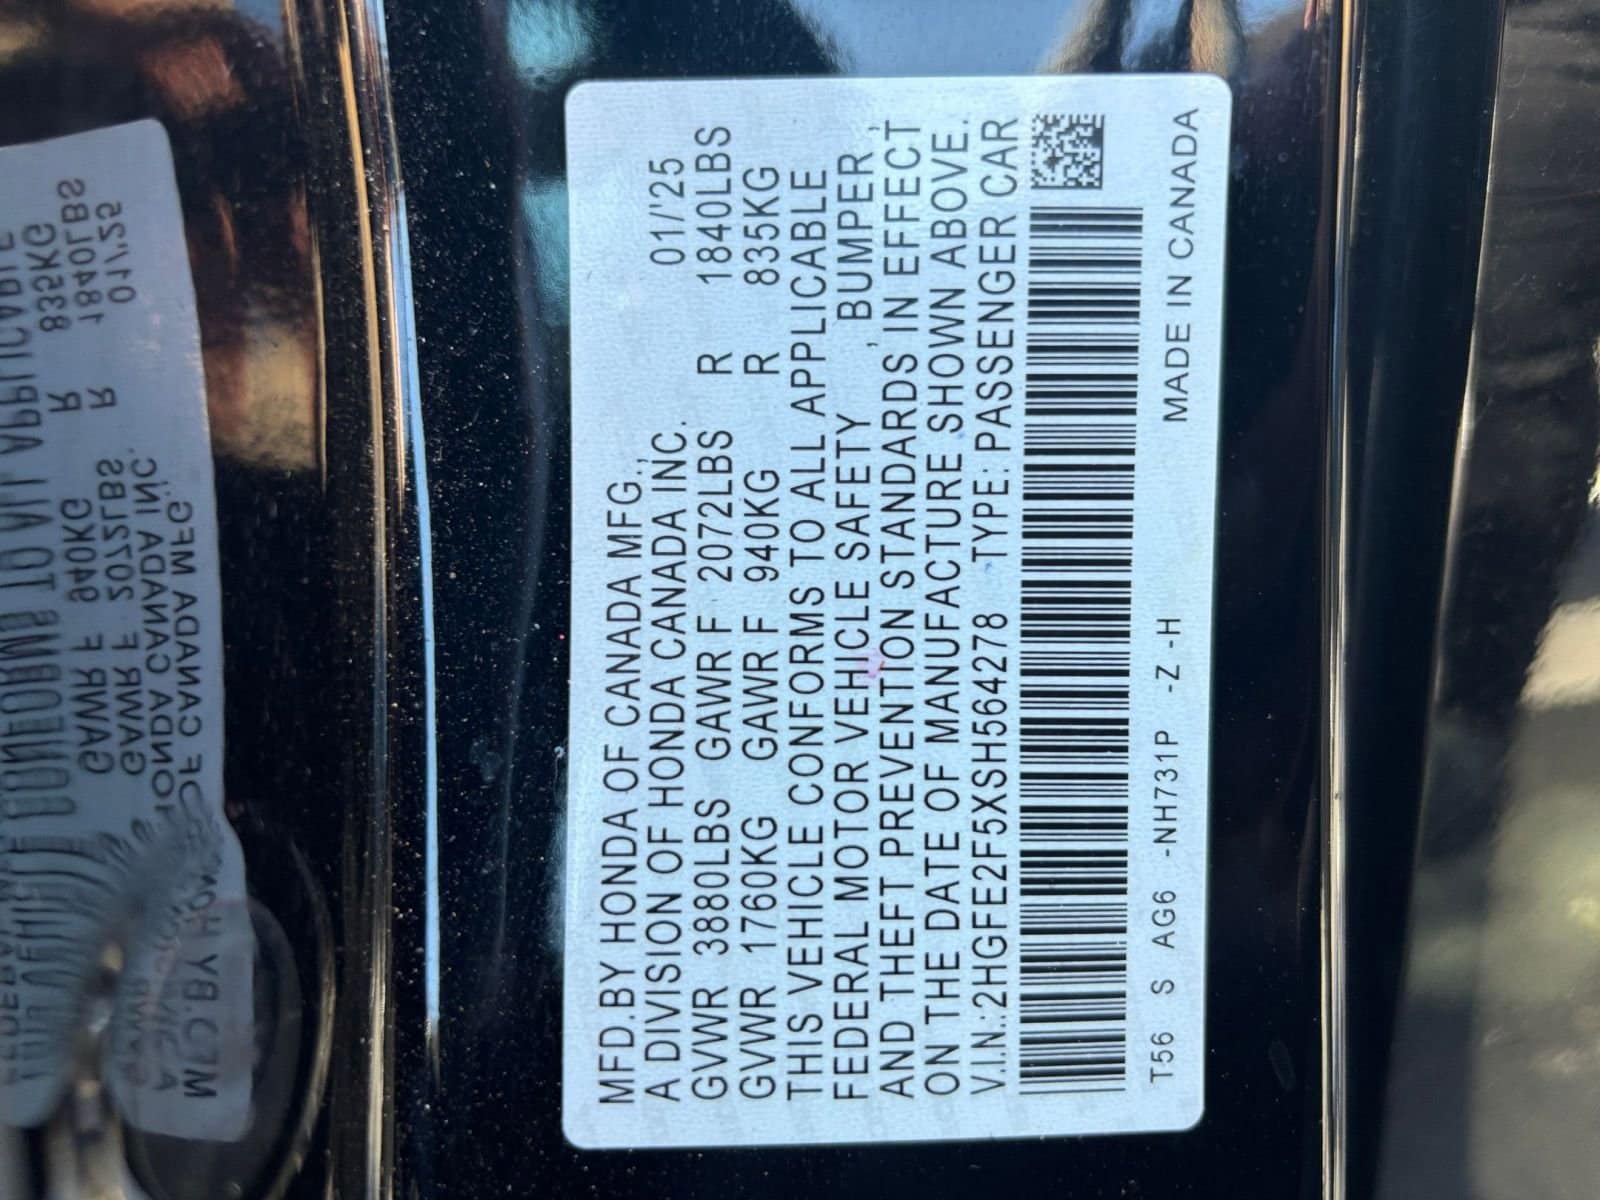 MFD.BY HONDA OF CANADA MFG.,
A DIVISION OF HONDA CANADA INC. 01/'25
GVWR 3880LBS GAWR F 2072LBS R 1840LBS
GVWR 1760KG GAWR F 940KG R 835KG
THIS VEHICLE CONFORMS TO ALL APPLICABLE
FEDERAL MOTOR VEHICLE SAFETY , BUMPER ,
AND THEFT PREVENTION STANDARDS IN EFFECT
ON THE DATE OF MANUFACTURE SHOWN ABOVE.
V.I.N.:2HGFE2F5XSH564278 TYPE:PASSENGER CAR
T56 S AG6 -NH731P -Z -H MADE IN CANADA